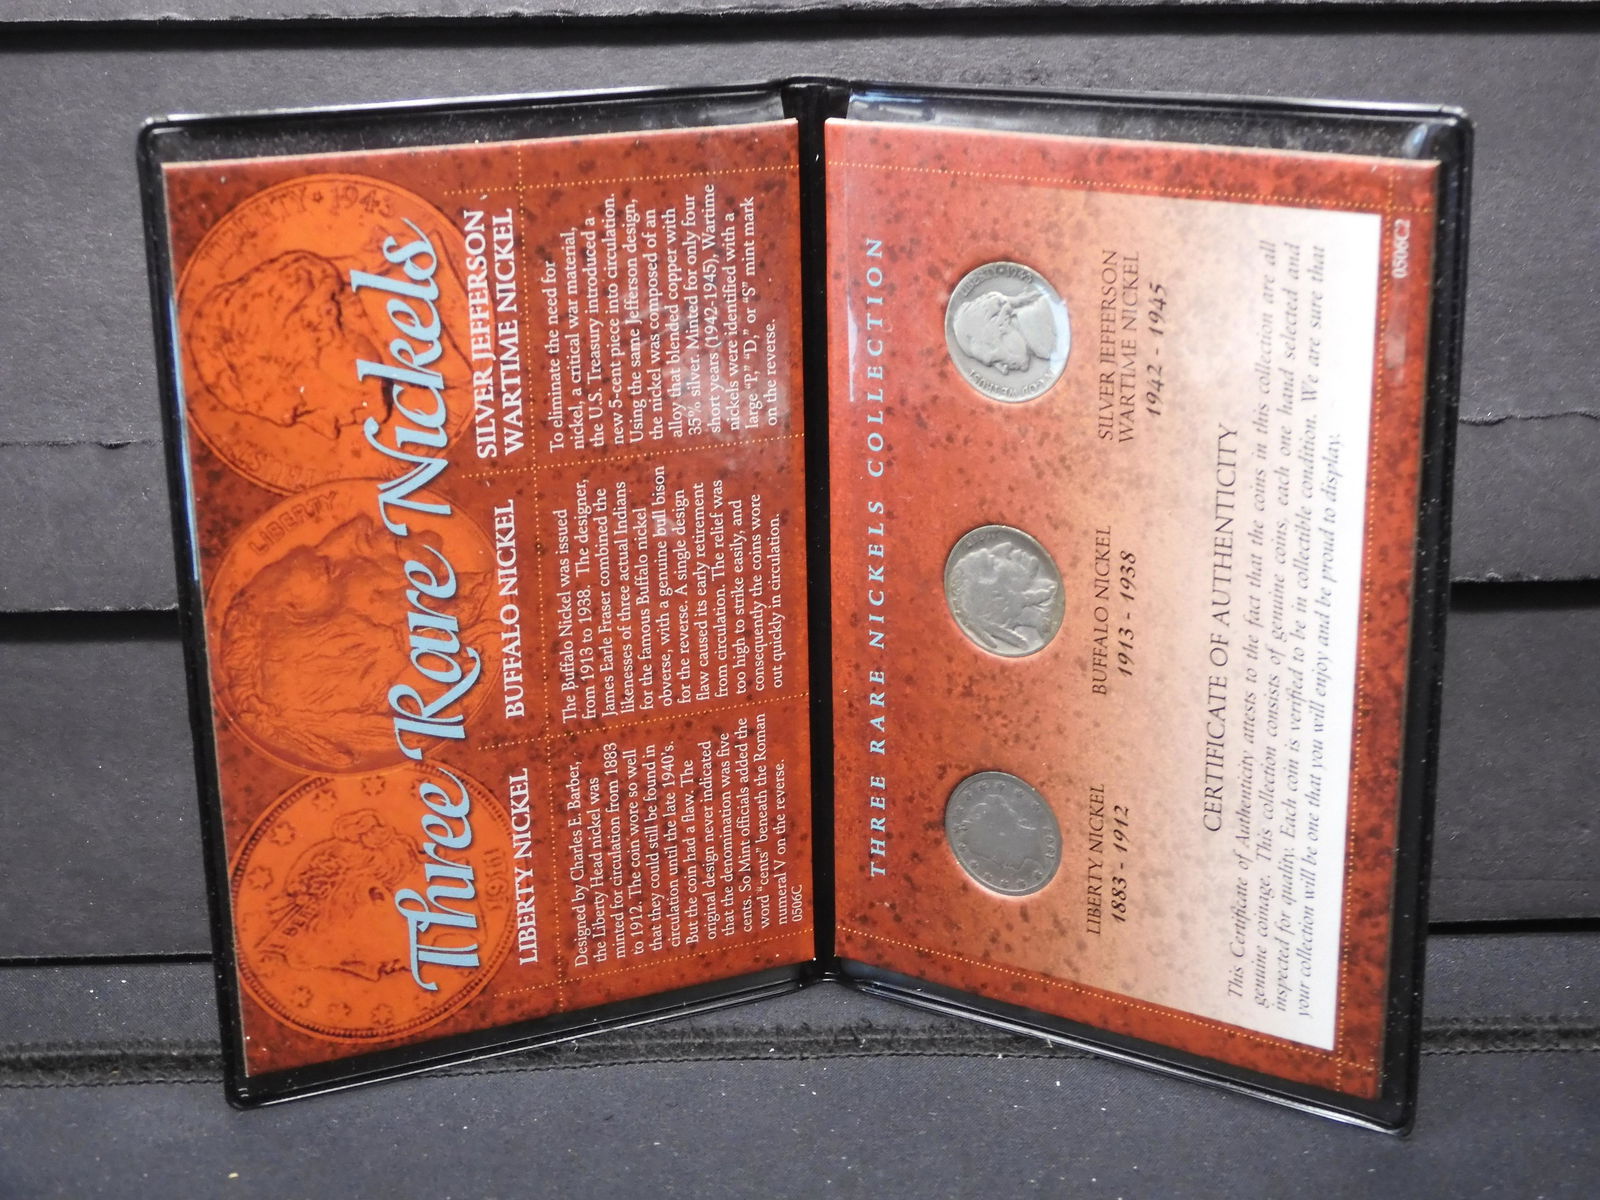 Three Rare Nickels
LIBERTY NICKEL
Designed by Charles E. Barber,
the Liberty Head nickel was
minted for circulation from 1883
to 1912. The coin wore so well
that they could still be found in
circulation until the late 1940's.
But the coin had a flaw. The
original design never indicated
that the denomination was five
cents. So Mint officials added the
word "cents" beneath the Roman
numeral V on the reverse.
0506C
BUFFALO NICKEL
The Buffalo Nickel was issued
from 1913 to 1938. The designer,
James Earle Fraser combined the
likenesses of three actual Indians
for the famous Buffalo nickel
obverse, with a genuine bull bison
for the reverse. A single design
flaw caused its early retirement
from circulation. The relief was
too high to strike easily, and
consequently the coins wore
out quickly in circulation.
SILVER JEFFERSON
WARTIME NICKEL
To eliminate the need for
nickel, a critical war material,
the U.S. Treasury introduced a
new 5-cent piece into circulation.
Using the same Jefferson design,
the nickel was composed of an
alloy that blended copper with
35% silver. Minted for only four
short years (1942-1945), Wartime
nickels were identified with a
large "P," "D," or "S" mint mark
on the reverse.
LIBERTY
LIBERTY 1943
THREE RARE NICKELS COLLECTION
LIBERTY NICKEL
1883 - 1912
BUFFALO NICKEL
1913 - 1938
SILVER JEFFERSON
WARTIME NICKEL
1942 - 1945
CERTIFICATE OF AUTHENTICITY
This Certificate of Authenticity attests to the fact that the coins in this collection are all
genuine coinage. This collection consists of genuine coins, each one hand selected and
inspected for quality. Each coin is verified to be in collectible condition. We are sure that
your collection will be one that you will enjoy and be proud to display.
0506C2